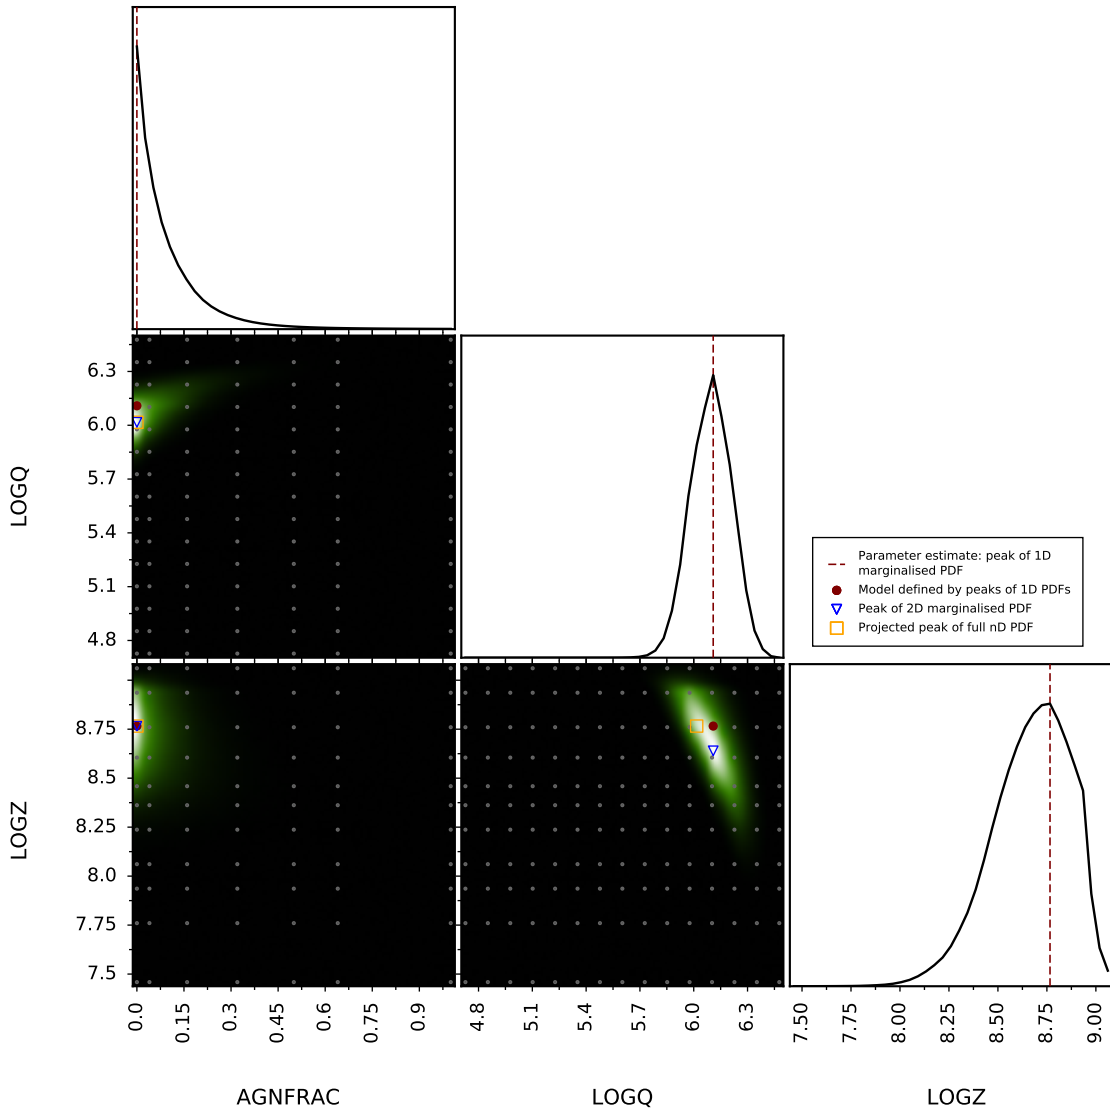 6.3
6.0
5.7
5.4
5.1
4.8
LOGQ
Parameter estimate: peak of 1D
marginalised PDF
Model defined by peaks of 1D PDFs
Peak of 2D marginalised PDF
Projected peak of full nD PDF
8.75
8.5
8.25
8.0
7.75
7.5
LOGZ
0.0 0.15 0.3 0.45 0.6 0.75 0.9
4.8 5.1 5.4 5.7 6.0 6.3
7.50 7.75 8.00 8.25 8.50 8.75 9.00
AGNFRAC LOGQ LOGZ